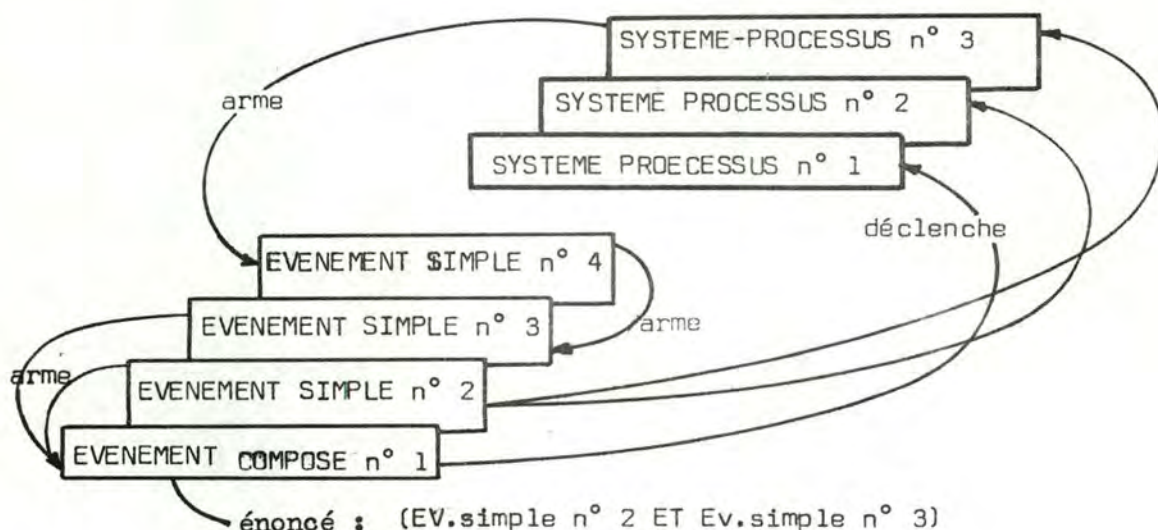 SYSTEME-PROCESSUS n° 3
arme
SYSTEME PROCESSUS n° 2
SYSTEME PROECESSUS n° 1
déclenche
EVENEMENT SIMPLE n° 4
EVENEMENT SIMPLE n° 3
arme
arme
EVENEMENT SIMPLE n° 2
EVENEMENT COMPOSE n° 1
énoncé : (EV.simple n° 2 ET Ev.simple n° 3)